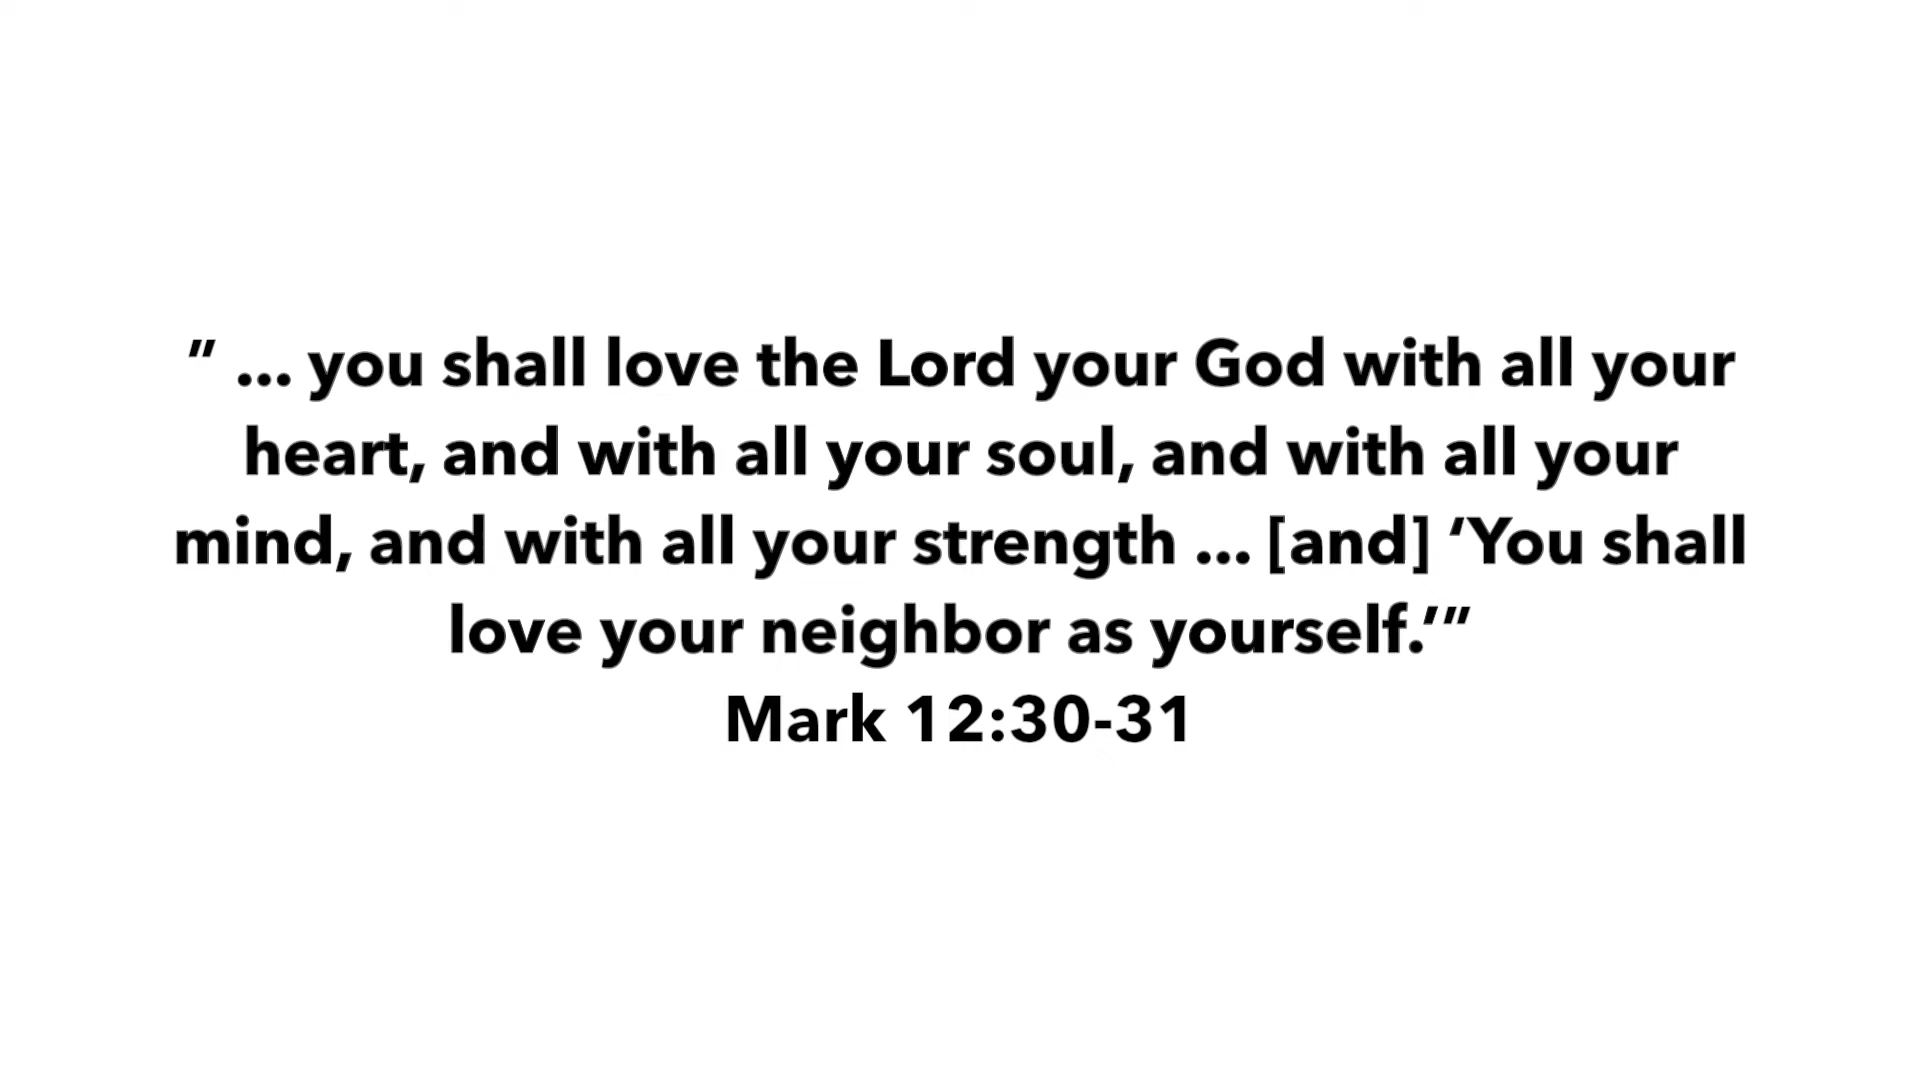 ” ... you shall love the Lord your God with all your
heart, and with all your soul, and with all your
mind, and with all your strength ... [and] ‘You shall
love your neighbor as yourself.’”
Mark 12:30-31